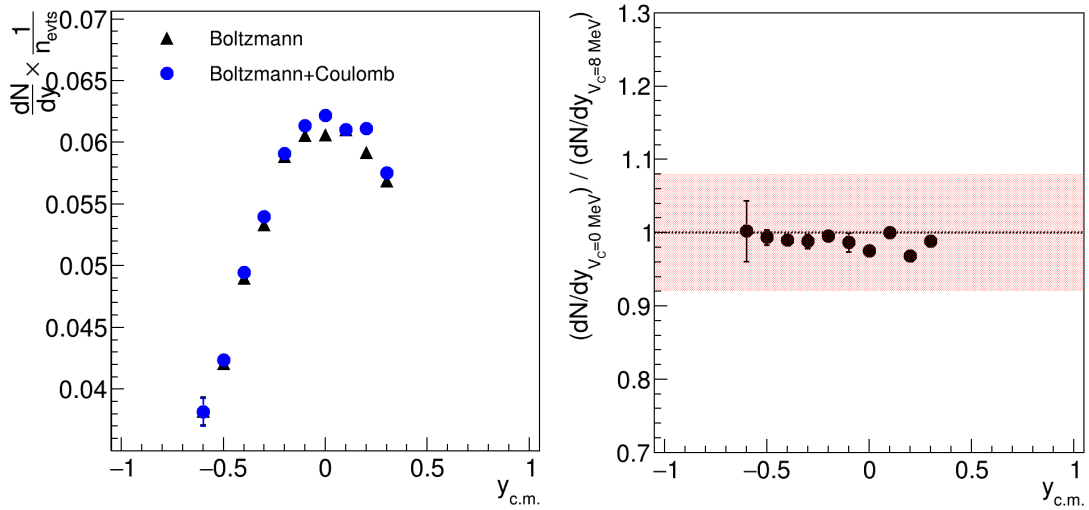 dN/dy × 1/n_evts
0.07
0.065
0.06
0.055
0.05
0.045
0.04
Boltzmann
Boltzmann+Coulomb
−1 −0.5 0 0.5 1
y_c.m.
(dN/dy_{V_C=0 MeV}) / (dN/dy_{V_C=8 MeV})
1.3
1.2
1.1
1
0.9
0.8
0.7
−1 −0.5 0 0.5 1
y_c.m.